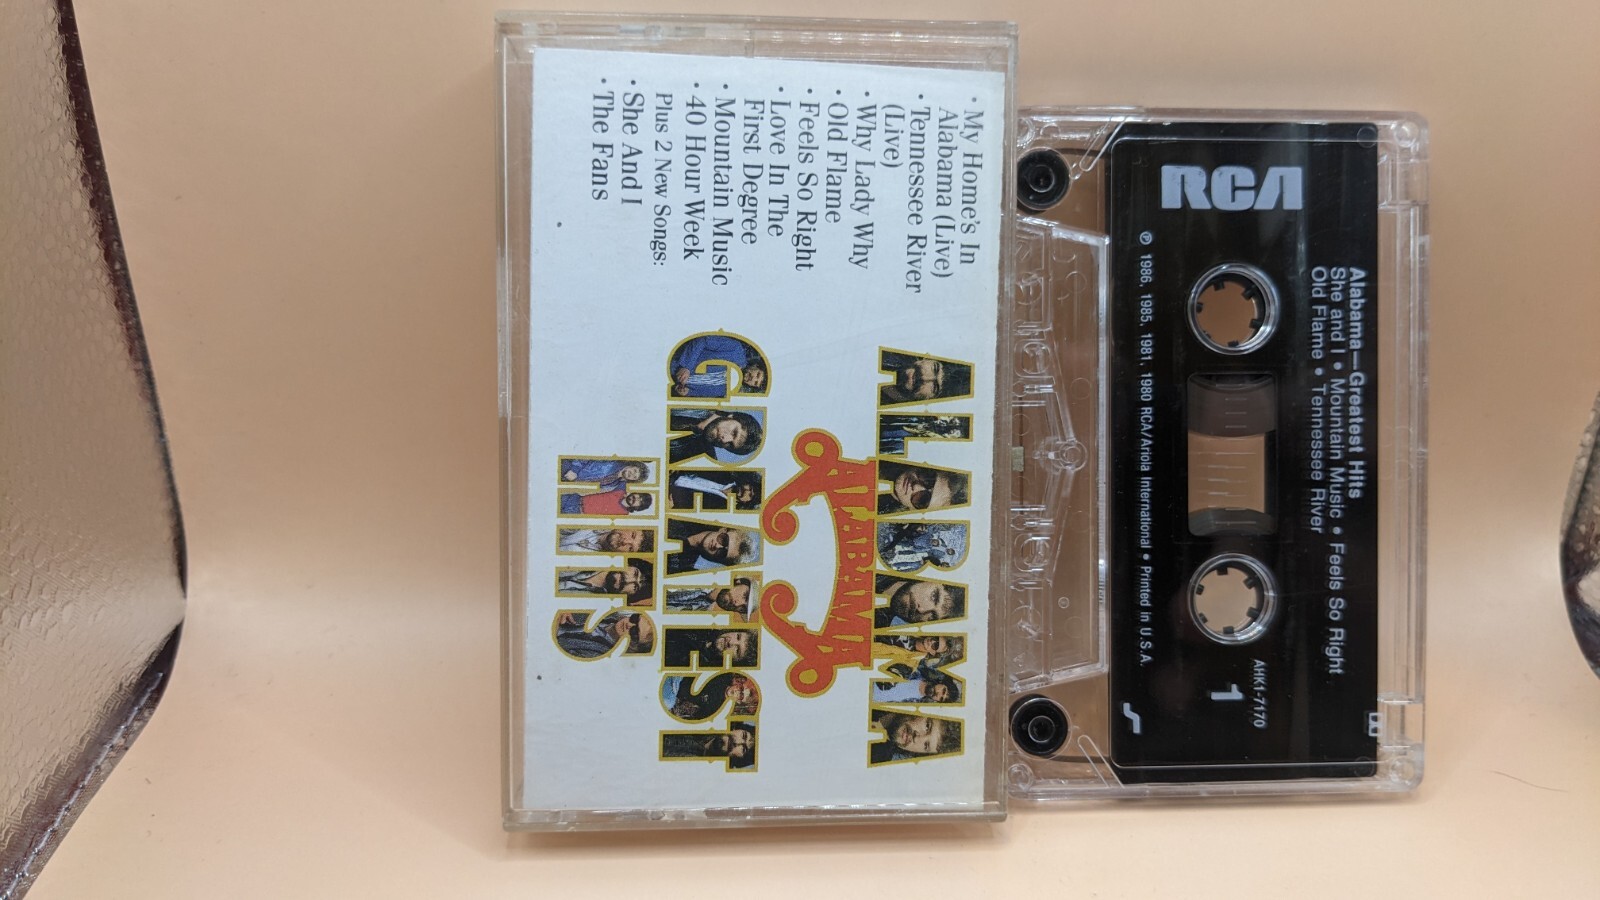 • My Home's In
Alabama (Live)
• Tennessee River
(Live)
• Why Lady Why
• Old Flame
• Feels So Right
• Love In The
First Degree
• Mountain Music
• 40 Hour Week
Plus 2 New Songs:
• She And I
• The Fans
ALABAMA
ALABAMA
GREATEST
HITS
RCA
Alabama—Greatest Hits
She and I • Mountain Music • Feels So Right
Old Flame • Tennessee River
AHK1-7170
1
℗ 1986, 1985, 1981, 1980 RCA/Ariola International • Printed in U.S.A.